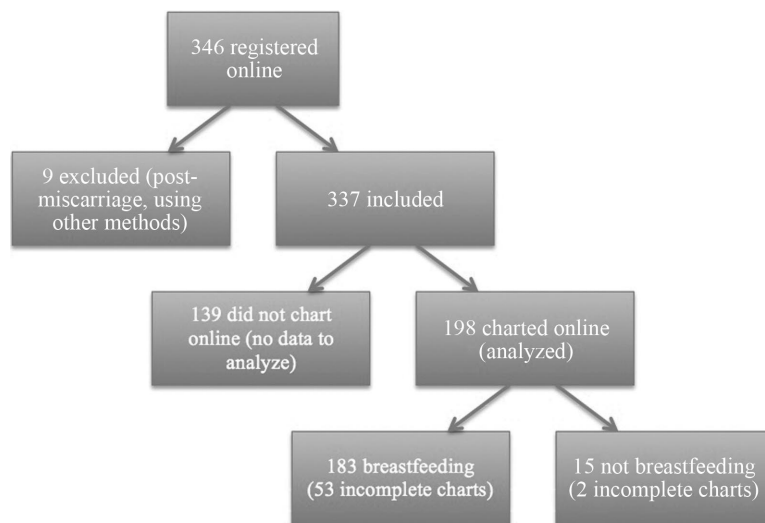 346 registered
online
9 excluded (post-
miscarriage, using
other methods)
337 included
139 did not chart
online (no data to
analyze)
198 charted online
(analyzed)
183 breastfeeding
(53 incomplete charts)
15 not breastfeeding
(2 incomplete charts)